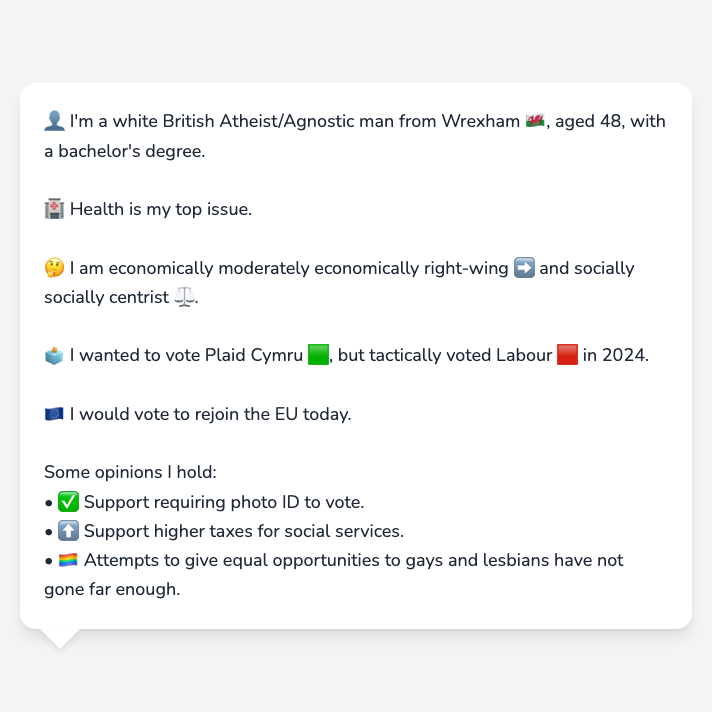 👤 I'm a white British Atheist/Agnostic man from Wrexham 🏴󠁧󠁢󠁷󠁬󠁳󠁿, aged 48, with
a bachelor's degree.
🏥 Health is my top issue.
🤔 I am economically moderately economically right-wing ➡️ and socially
socially centrist ⚖️.
🗳️ I wanted to vote Plaid Cymru 🟩, but tactically voted Labour 🟥 in 2024.
🇪🇺 I would vote to rejoin the EU today.
Some opinions I hold:
• ✅ Support requiring photo ID to vote.
• ⬆️ Support higher taxes for social services.
• 🏳️‍🌈 Attempts to give equal opportunities to gays and lesbians have not
gone far enough.